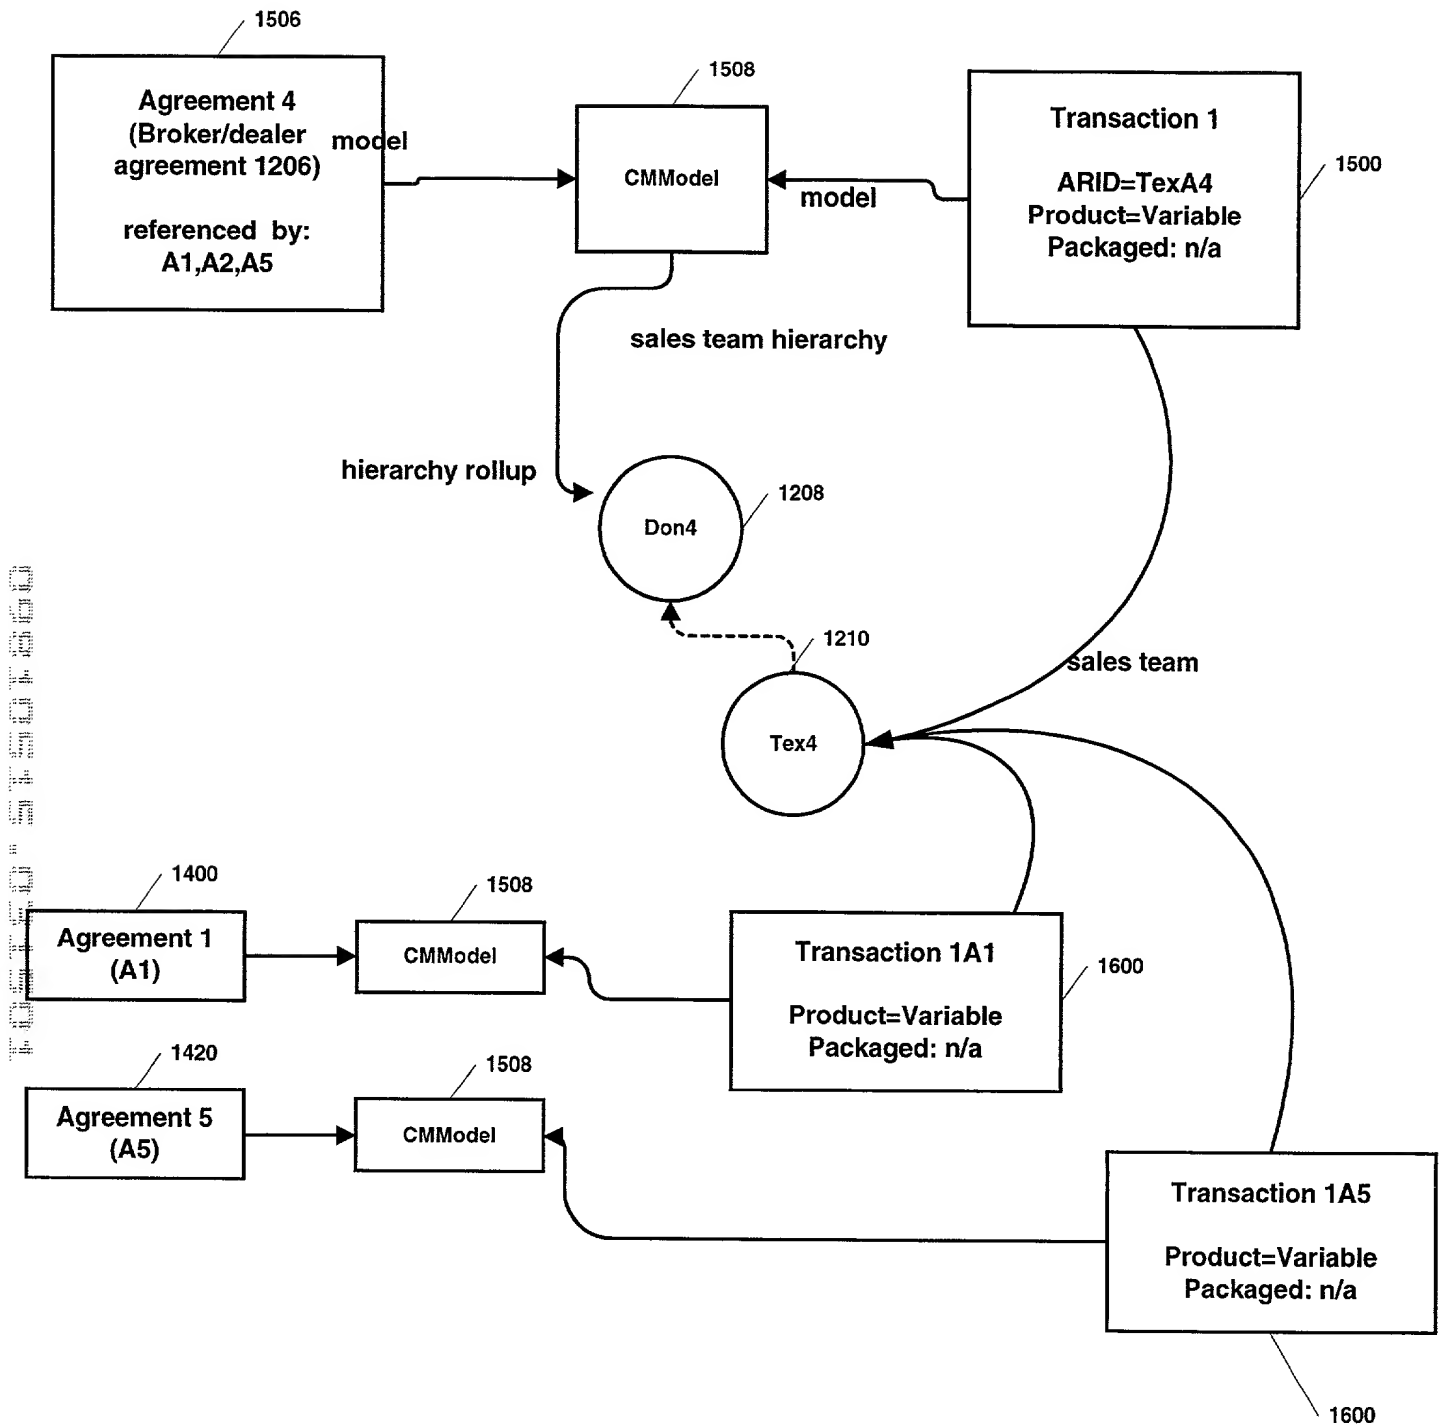 1506
Agreement 4
(Broker/dealer
agreement 1206)
referenced by:
A1,A2,A5
model
1508
CMModel
model
Transaction 1
ARID=TexA4
Product=Variable
Packaged: n/a
1500
sales team hierarchy
hierarchy rollup
Don4
1208
1210
Tex4
sales team
1400
Agreement 1
(A1)
1508
CMModel
Transaction 1A1
Product=Variable
Packaged: n/a
1600
1420
Agreement 5
(A5)
1508
CMModel
Transaction 1A5
Product=Variable
Packaged: n/a
1600